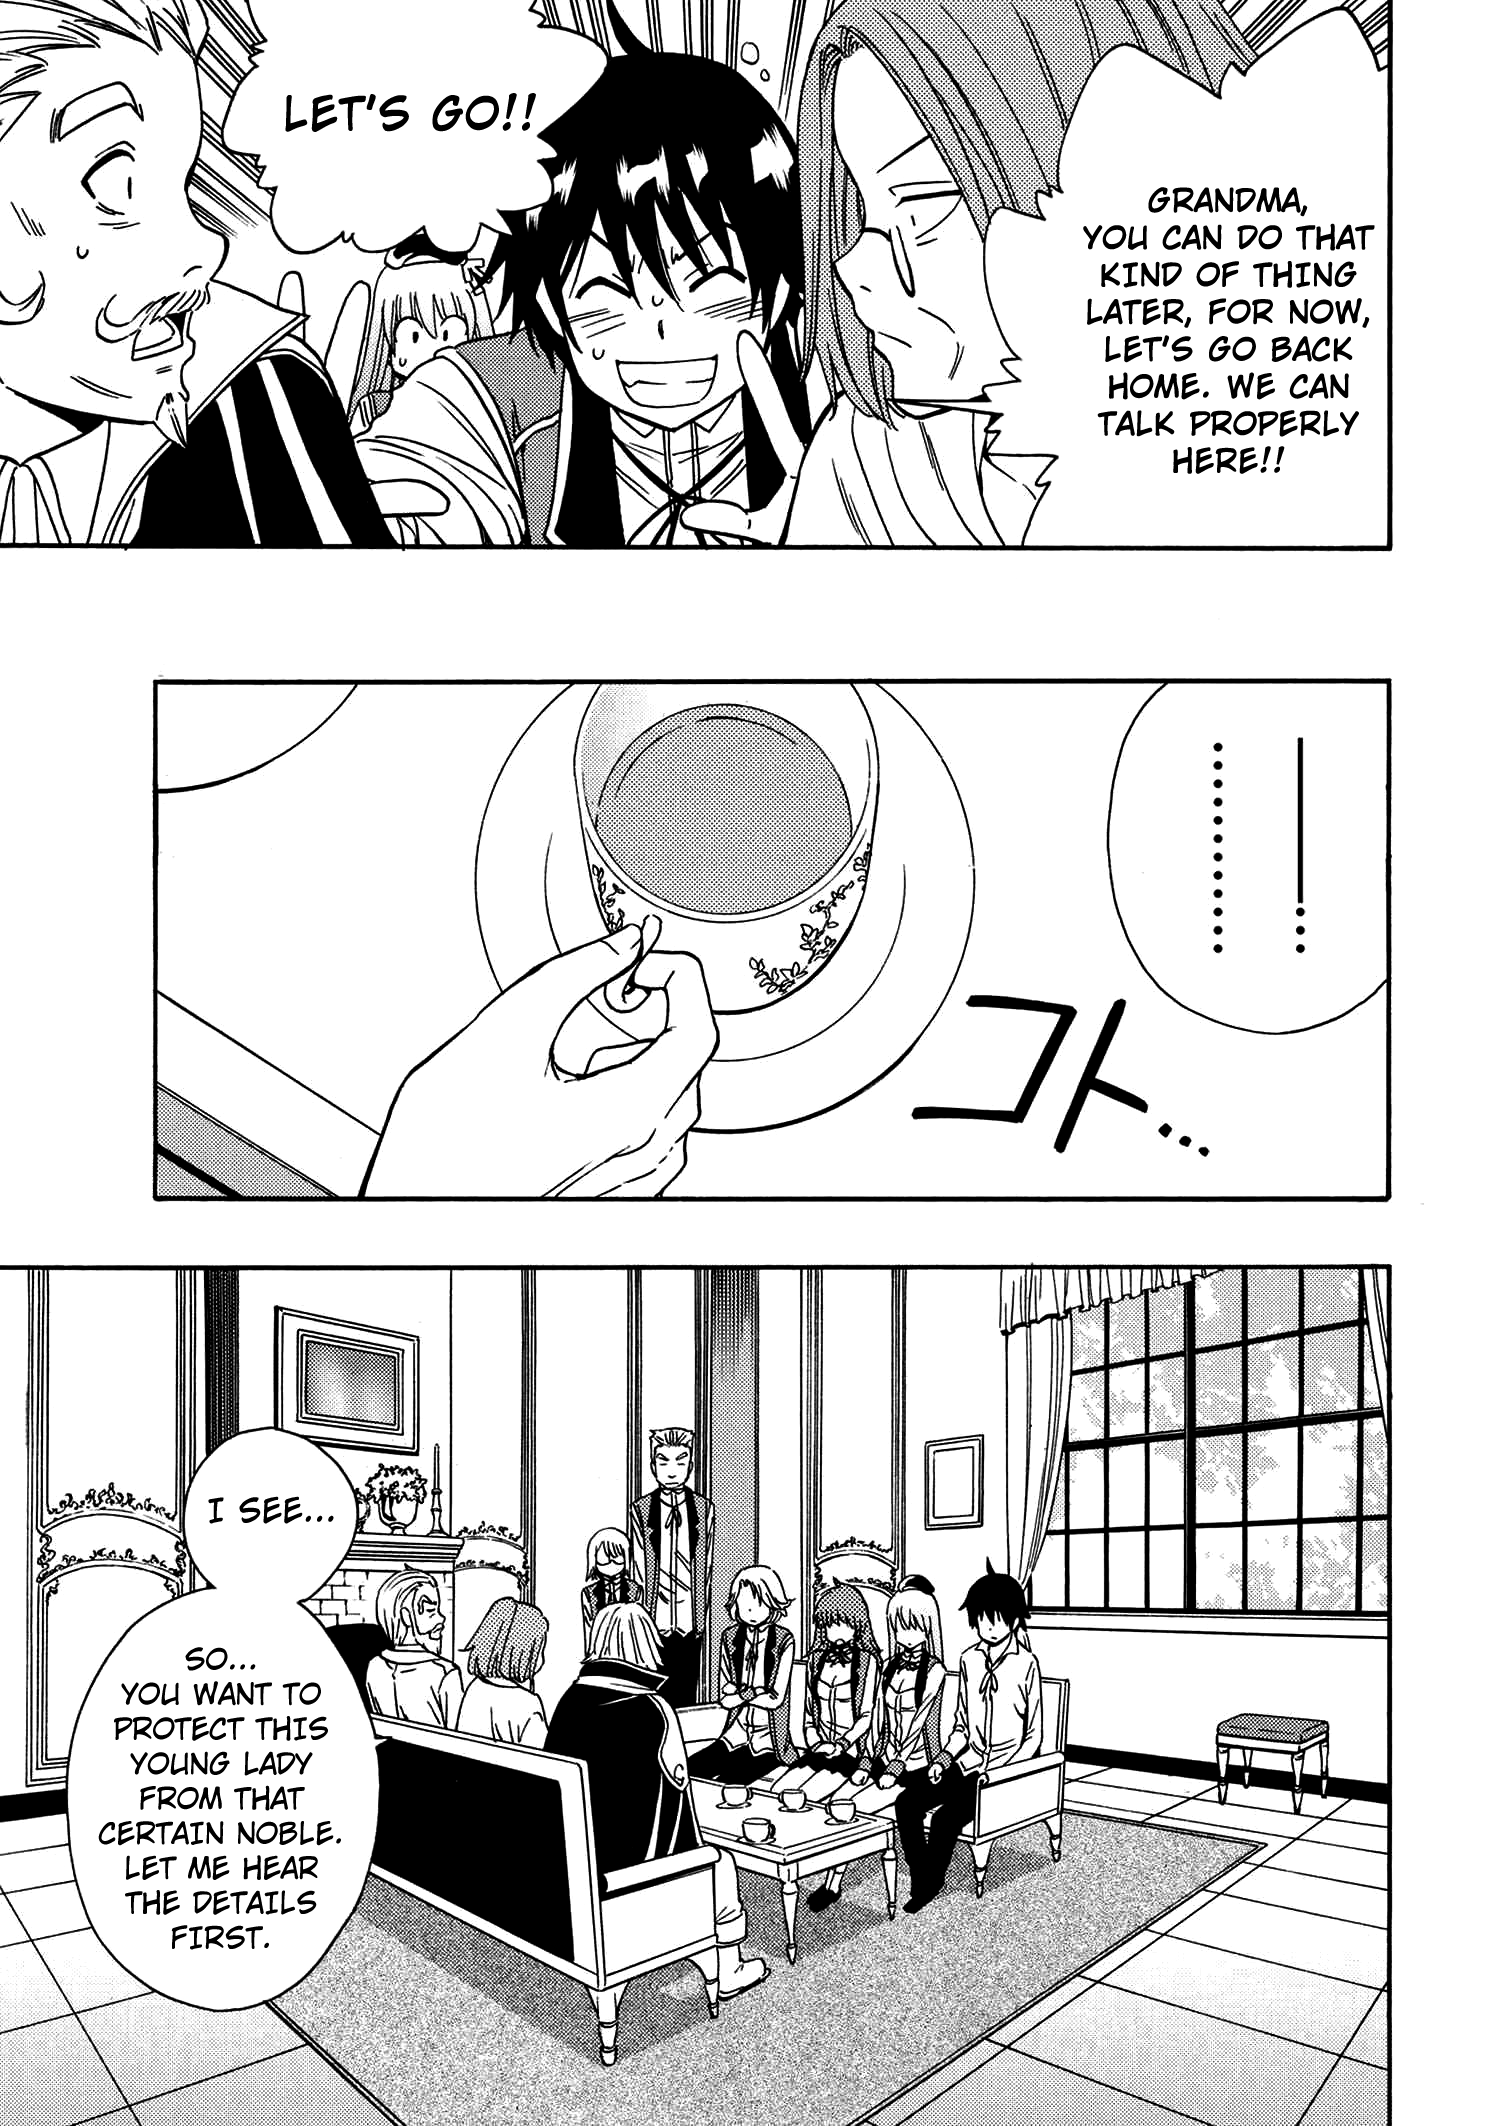 GRANDMA,
YOU CAN DO THAT
KIND OF THING
LATER, FOR NOW,
LET'S GO BACK
HOME. WE CAN
TALK PROPERLY
HERE!!
LET'S GO!!
コト…
I SEE...
SO...
YOU WANT TO
PROTECT THIS
YOUNG LADY
FROM THAT
CERTAIN NOBLE.
LET ME HEAR
THE DETAILS
FIRST.